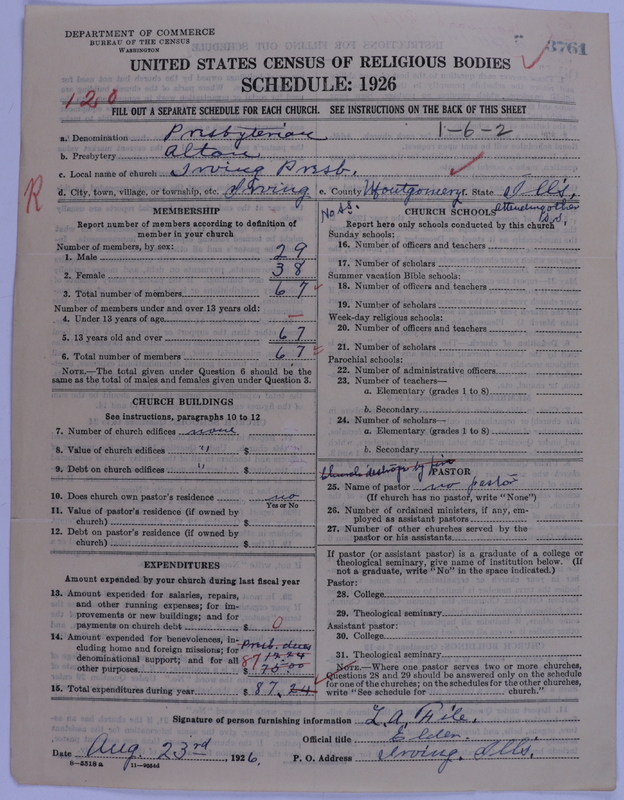 DEPARTMENT OF COMMERCE
BUREAU OF THE CENSUS
WASHINGTON
3761
UNITED STATES CENSUS OF RELIGIOUS BODIES
SCHEDULE: 1926
120
FILL OUT A SEPARATE SCHEDULE FOR EACH CHURCH. SEE INSTRUCTIONS ON THE BACK OF THIS SHEET
a. Denomination Presbyterian 1-6-2
b. Presbytery Alton
c. Local name of church Irving Presb.
R
d. City, town, village, or township, etc. Irving e. County Montgomery f. State Ills.
MEMBERSHIP
Report number of members according to definition of
member in your church
Number of members, by sex:
1. Male 29
2. Female 38
3. Total number of members 67
Number of members under and over 13 years old:
4. Under 13 years of age —
5. 13 years old and over 67
6. Total number of members 67
NOTE.—The total given under Question 6 should be the
same as the total of males and females given under Question 3.
CHURCH BUILDINGS
See instructions, paragraphs 10 to 12
7. Number of church edifices none
8. Value of church edifices " $
9. Debt on church edifices " $
10. Does church own pastor's residence no
Yes or No
11. Value of pastor's residence (if owned by
church) $
12. Debt on pastor's residence (if owned by
church) $
EXPENDITURES
Amount expended by your church during last fiscal year
13. Amount expended for salaries, repairs,
and other running expenses; for im-
provements or new buildings; and for
payments on church debt $ 0
14. Amount expended for benevolences, in-
cluding home and foreign missions; for Presb. dues
denominational support; and for all 87 12.24
other purposes $ 75.00
15. Total expenditures during year $ 87.24
No S.S. attending other S.S.
CHURCH SCHOOLS
Report here only schools conducted by this church
Sunday schools:
16. Number of officers and teachers
17. Number of scholars
Summer vacation Bible schools:
18. Number of officers and teachers
19. Number of scholars
Week-day religious schools:
20. Number of officers and teachers
21. Number of scholars
Parochial schools:
22. Number of administrative officers
23. Number of teachers—
a. Elementary (grades 1 to 8)
b. Secondary
24. Number of scholars—
a. Elementary (grades 1 to 8)
b. Secondary
Church destroyed by fire
PASTOR
25. Name of pastor no pastor
(If church has no pastor, write "None")
26. Number of ordained ministers, if any, em-
ployed as assistant pastors
27. Number of other churches served by the
pastor or his assistants
If pastor (or assistant pastor) is a graduate of a college or
theological seminary, give name of institution below. (If
not a graduate, write "No" in the space indicated.)
Pastor:
28. College
29. Theological seminary
Assistant pastor:
30. College
31. Theological seminary
NOTE.—Where one pastor serves two or more churches,
Questions 28 and 29 should be answered only on the schedule
for one of the churches; on the schedules for the other churches,
write "See schedule for church."
Signature of person furnishing information L.A.
Official title Elder.
Date Aug. 23rd, 1926. P. O. Address Irving. Ills.
8—5518a